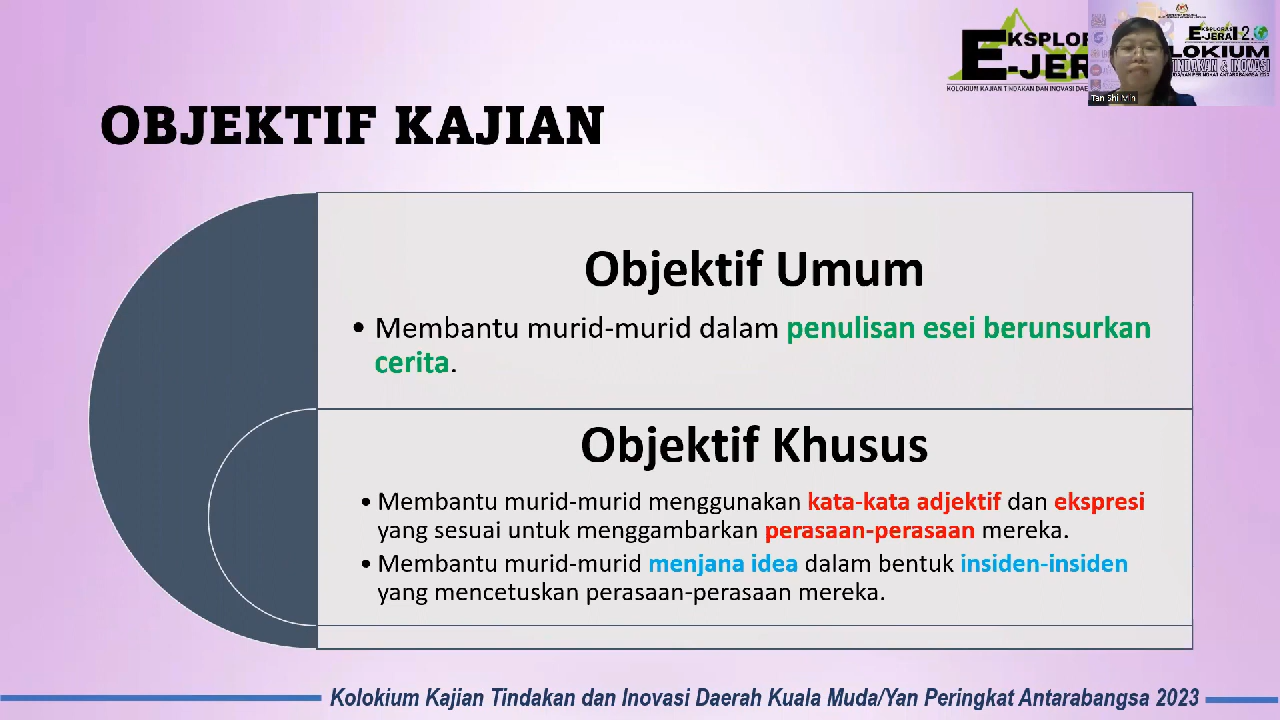 OBJEKTIF KAJIAN
Tan Shi Min
Objektif Umum
• Membantu murid-murid dalam penulisan esei berunsurkan
cerita.
Objektif Khusus
• Membantu murid-murid menggunakan kata-kata adjektif dan ekspresi
yang sesuai untuk menggambarkan perasaan-perasaan mereka.
• Membantu murid-murid menjana idea dalam bentuk insiden-insiden
yang mencetuskan perasaan-perasaan mereka.
Kolokium Kajian Tindakan dan Inovasi Daerah Kuala Muda/Yan Peringkat Antarabangsa 2023